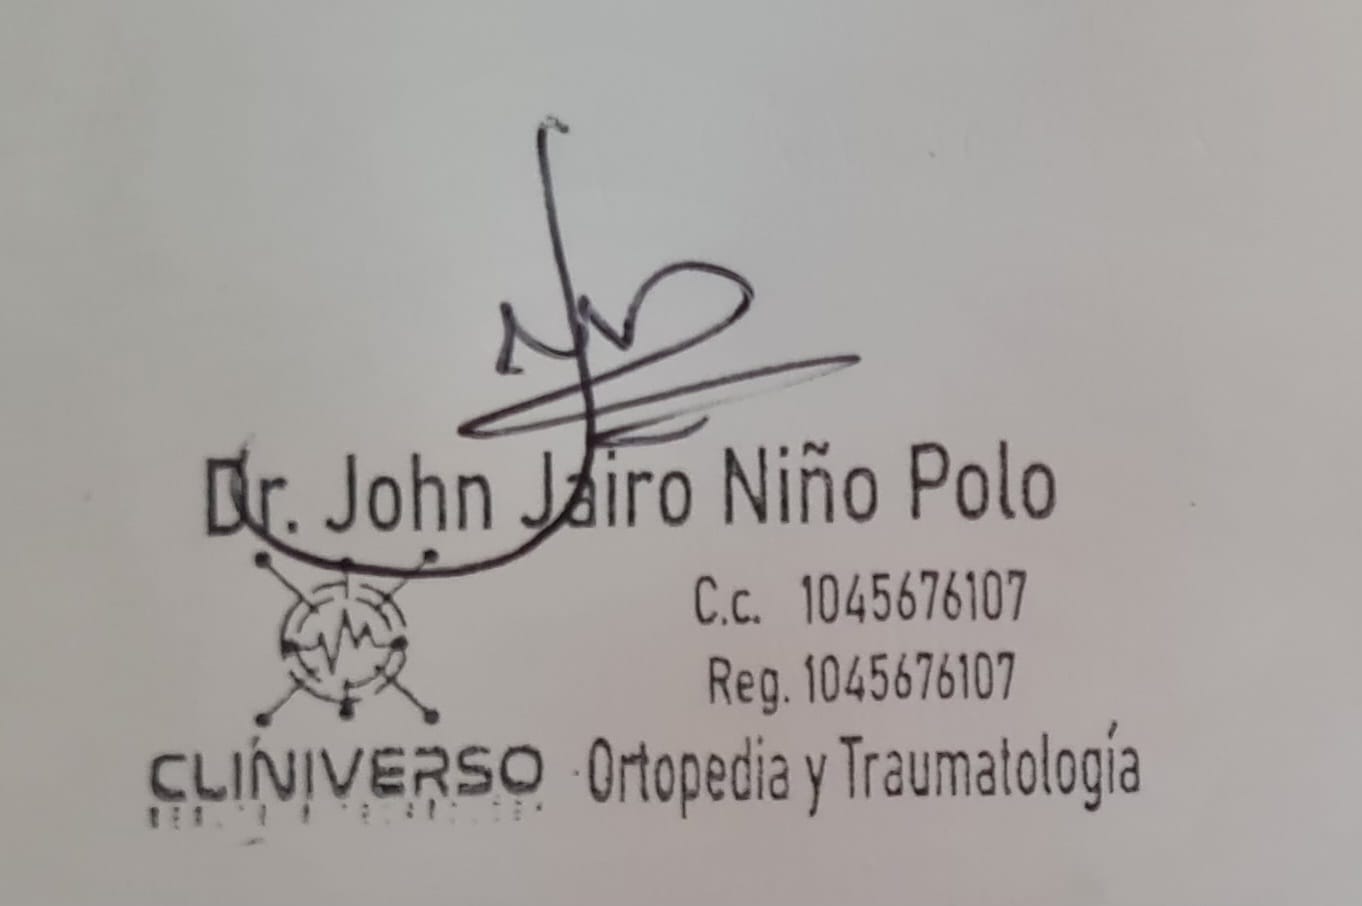 Dr. John Jairo Niño Polo
C.c. 1045676107
Reg. 1045676107
CLINIVERSO
Ortopedia y Traumatología